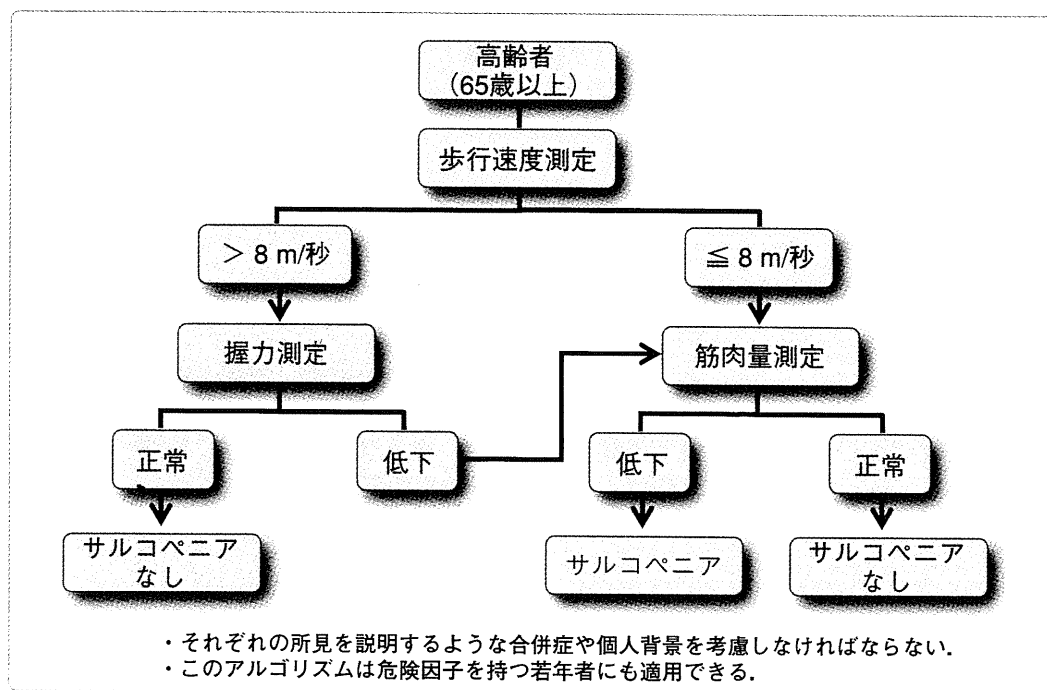 高齢者
（65歳以上）
歩行速度測定
＞ 8 m/秒
≦ 8 m/秒
握力測定
筋肉量測定
正常
低下
低下
正常
サルコペニア
なし
サルコペニア
サルコペニア
なし
・それぞれの所見を説明するような合併症や個人背景を考慮しなければならない．
・このアルゴリズムは危険因子を持つ若年者にも適用できる．